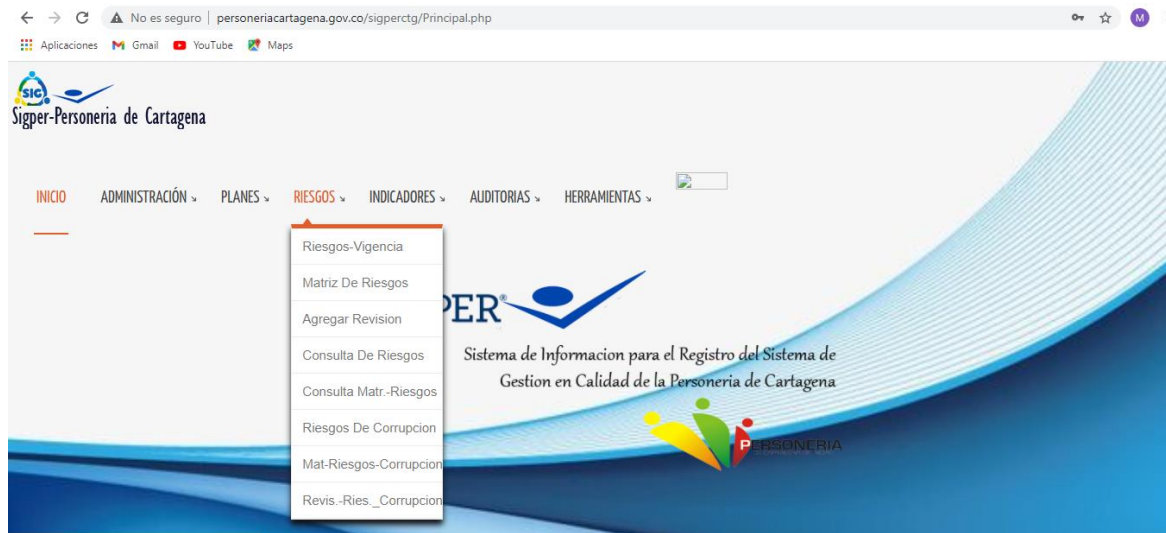 No es seguro | personeriacartagena.gov.co/sigperctg/Principal.php
M
Aplicaciones Gmail YouTube Maps
SIG
Sigper-Personeria de Cartagena
INICIO ADMINISTRACIÓN PLANES RIESGOS INDICADORES AUDITORIAS HERRAMIENTAS
Riesgos-Vigencia
Matriz De Riesgos
Agregar Revision
Consulta De Riesgos
Consulta Matr.-Riesgos
Riesgos De Corrupcion
Mat-Riesgos-Corrupcion
Revis.-Ries._Corrupcion
PER®
Sistema de Informacion para el Registro del Sistema de
Gestion en Calidad de la Personeria de Cartagena
PERSONERIA